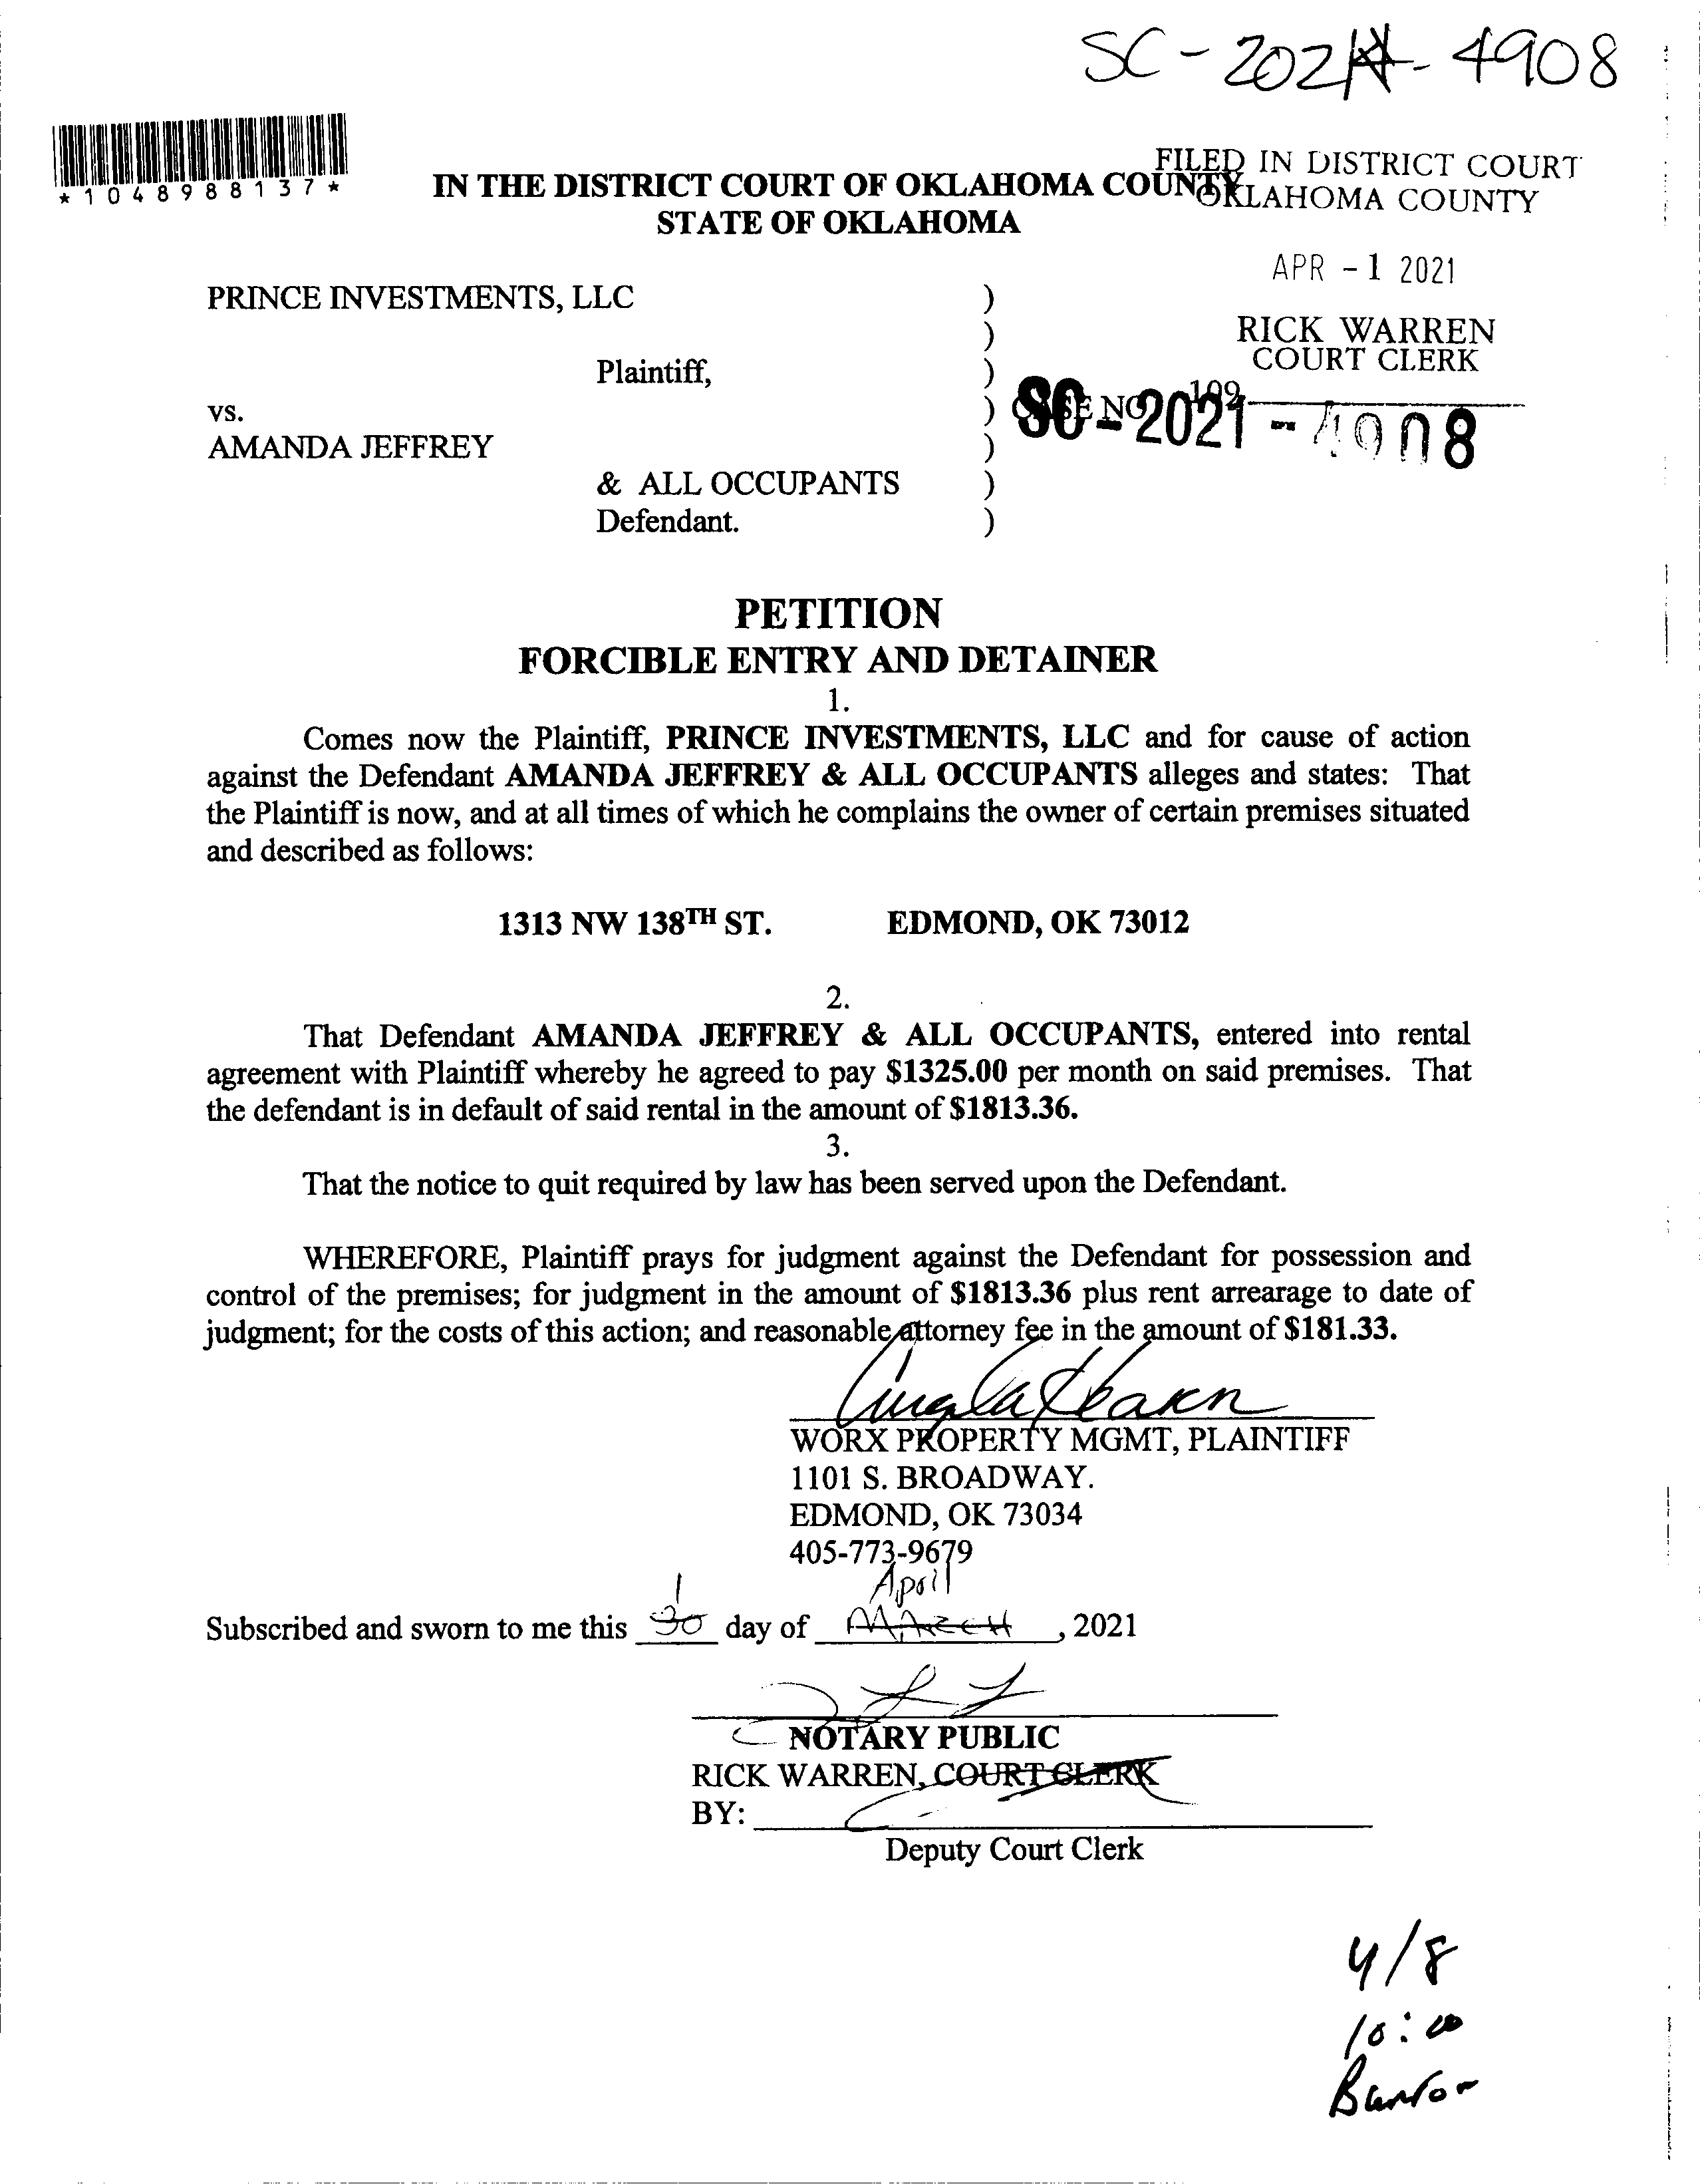 SC-2021-4908
*1048988137*
IN THE DISTRICT COURT OF OKLAHOMA COUNTY
STATE OF OKLAHOMA
FILED IN DISTRICT COURT
OKLAHOMA COUNTY
APR -1 2021
RICK WARREN
COURT CLERK
109
PRINCE INVESTMENTS, LLC )
)
Plaintiff, )
vs. ) CASE NO
SC-2021-4908
AMANDA JEFFREY )
& ALL OCCUPANTS )
Defendant. )
PETITION
FORCIBLE ENTRY AND DETAINER
1.
Comes now the Plaintiff, PRINCE INVESTMENTS, LLC and for cause of action
against the Defendant AMANDA JEFFREY & ALL OCCUPANTS alleges and states: That
the Plaintiff is now, and at all times of which he complains the owner of certain premises situated
and described as follows:
1313 NW 138TH ST. EDMOND, OK 73012
2.
That Defendant AMANDA JEFFREY & ALL OCCUPANTS, entered into rental
agreement with Plaintiff whereby he agreed to pay $1325.00 per month on said premises. That
the defendant is in default of said rental in the amount of $1813.36.
3.
That the notice to quit required by law has been served upon the Defendant.
WHEREFORE, Plaintiff prays for judgment against the Defendant for possession and
control of the premises; for judgment in the amount of $1813.36 plus rent arrearage to date of
judgment; for the costs of this action; and reasonable attorney fee in the amount of $181.33.
Angela Hearn
WORX PROPERTY MGMT, PLAINTIFF
1101 S. BROADWAY.
EDMOND, OK 73034
405-773-9679
1 April
Subscribed and sworn to me this 30 day of MARCH, 2021
NOTARY PUBLIC
RICK WARREN, COURT CLERK
BY:
Deputy Court Clerk
4/8
10:00